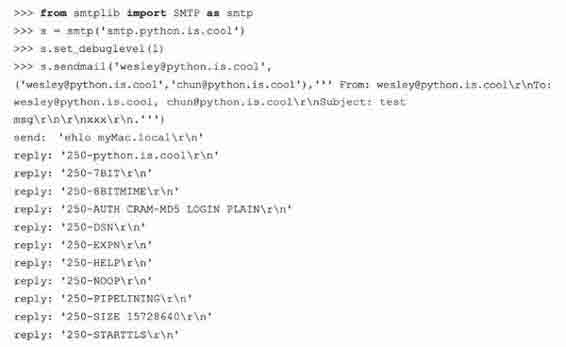 >>> from smtplib import SMTP as smtp
>>> s = smtp('smtp.python.is.cool')
>>> s.set_debuglevel(1)
>>> s.sendmail('wesley@python.is.cool',
('wesley@python.is.cool','chun@python.is.cool'),''' From: wesley@python.is.cool\r\nTo:
wesley@python.is.cool, chun@python.is.cool\r\nSubject: test
msg\r\n\r\nxxx\r\n.''')
send: 'ehlo myMac.local\r\n'
reply: '250-python.is.cool\r\n'
reply: '250-7BIT\r\n'
reply: '250-8BITMIME\r\n'
reply: '250-AUTH CRAM-MD5 LOGIN PLAIN\r\n'
reply: '250-DSN\r\n'
reply: '250-EXPN\r\n'
reply: '250-HELP\r\n'
reply: '250-NOOP\r\n'
reply: '250-PIPELINING\r\n'
reply: '250-SIZE 15728640\r\n'
reply: '250-STARTTLS\r\n'